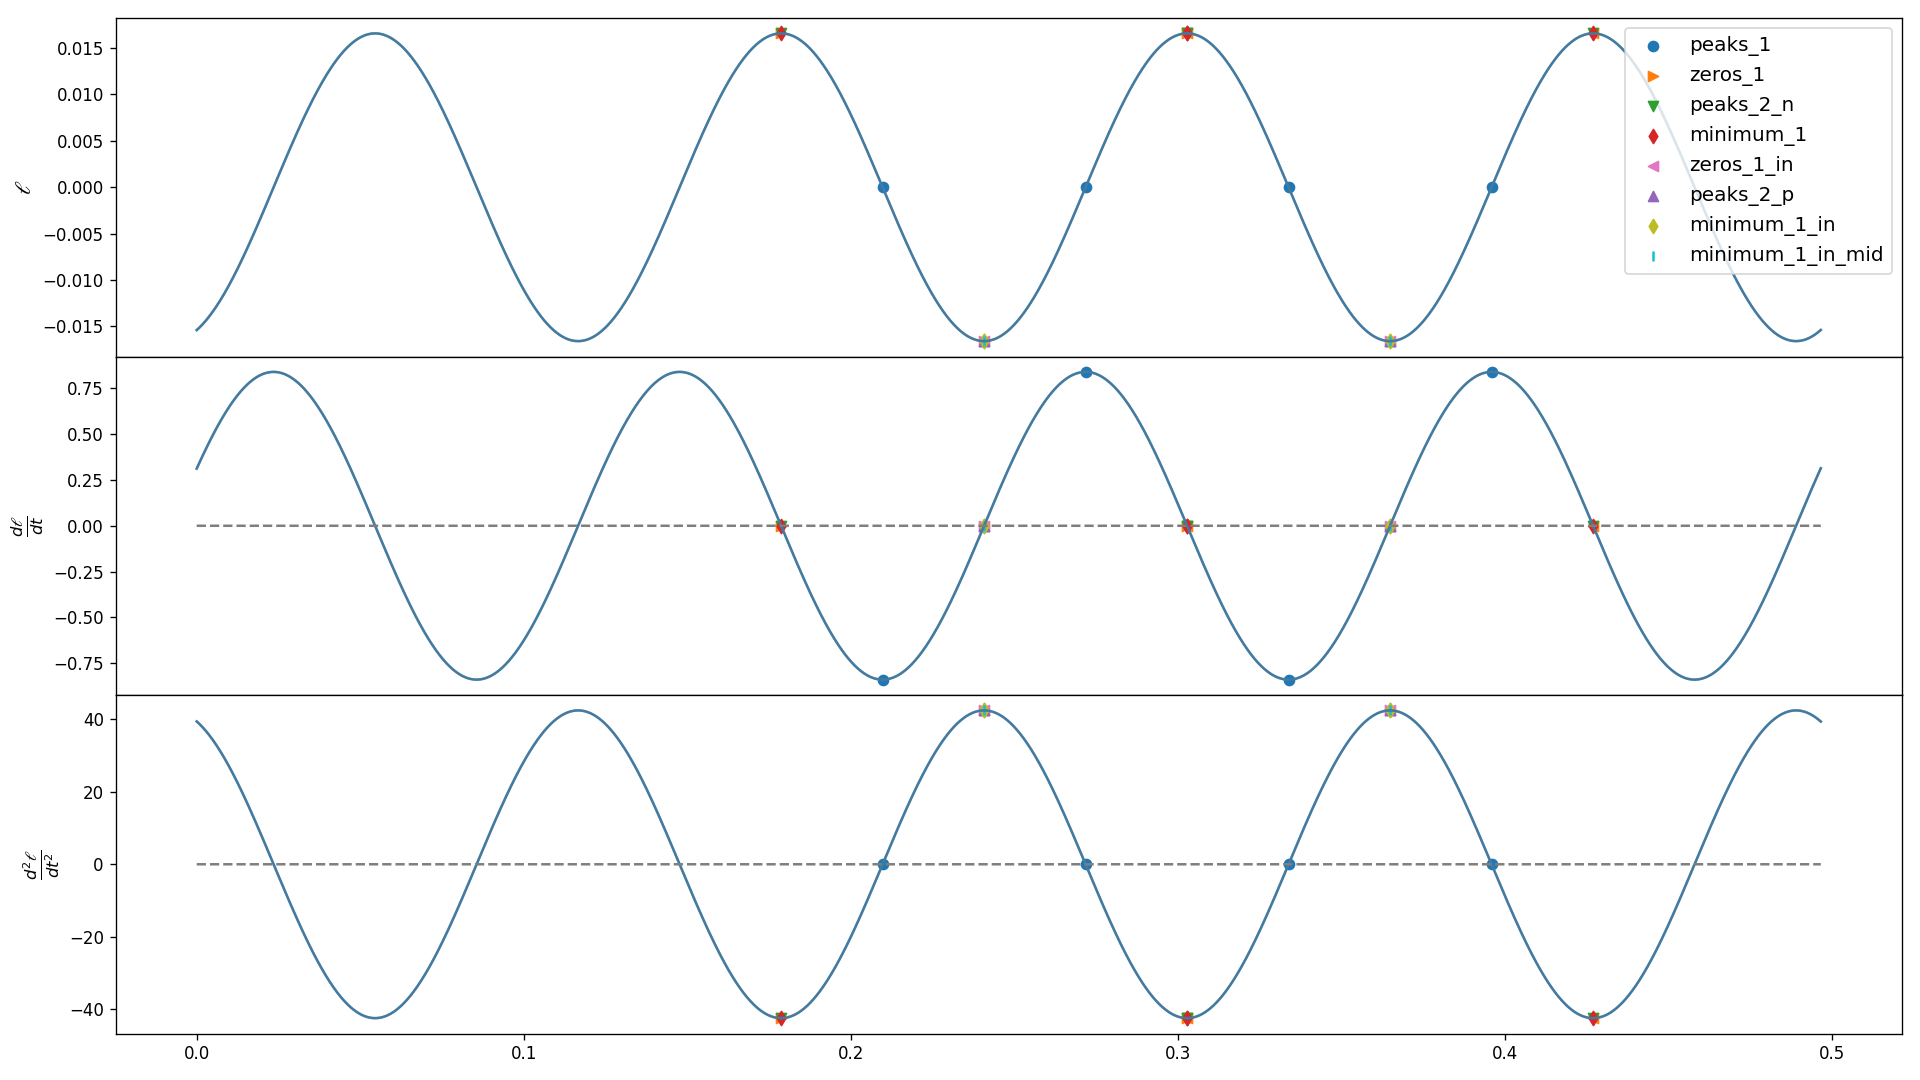 0.015
0.010
0.005
0.000
−0.005
−0.010
−0.015
ℓ
peaks_1
zeros_1
peaks_2_n
minimum_1
zeros_1_in
peaks_2_p
minimum_1_in
minimum_1_in_mid
0.75
0.50
0.25
0.00
−0.25
−0.50
−0.75
dℓ
dt
40
20
0
−20
−40
d²ℓ
dt²
0.0 0.1 0.2 0.3 0.4 0.5